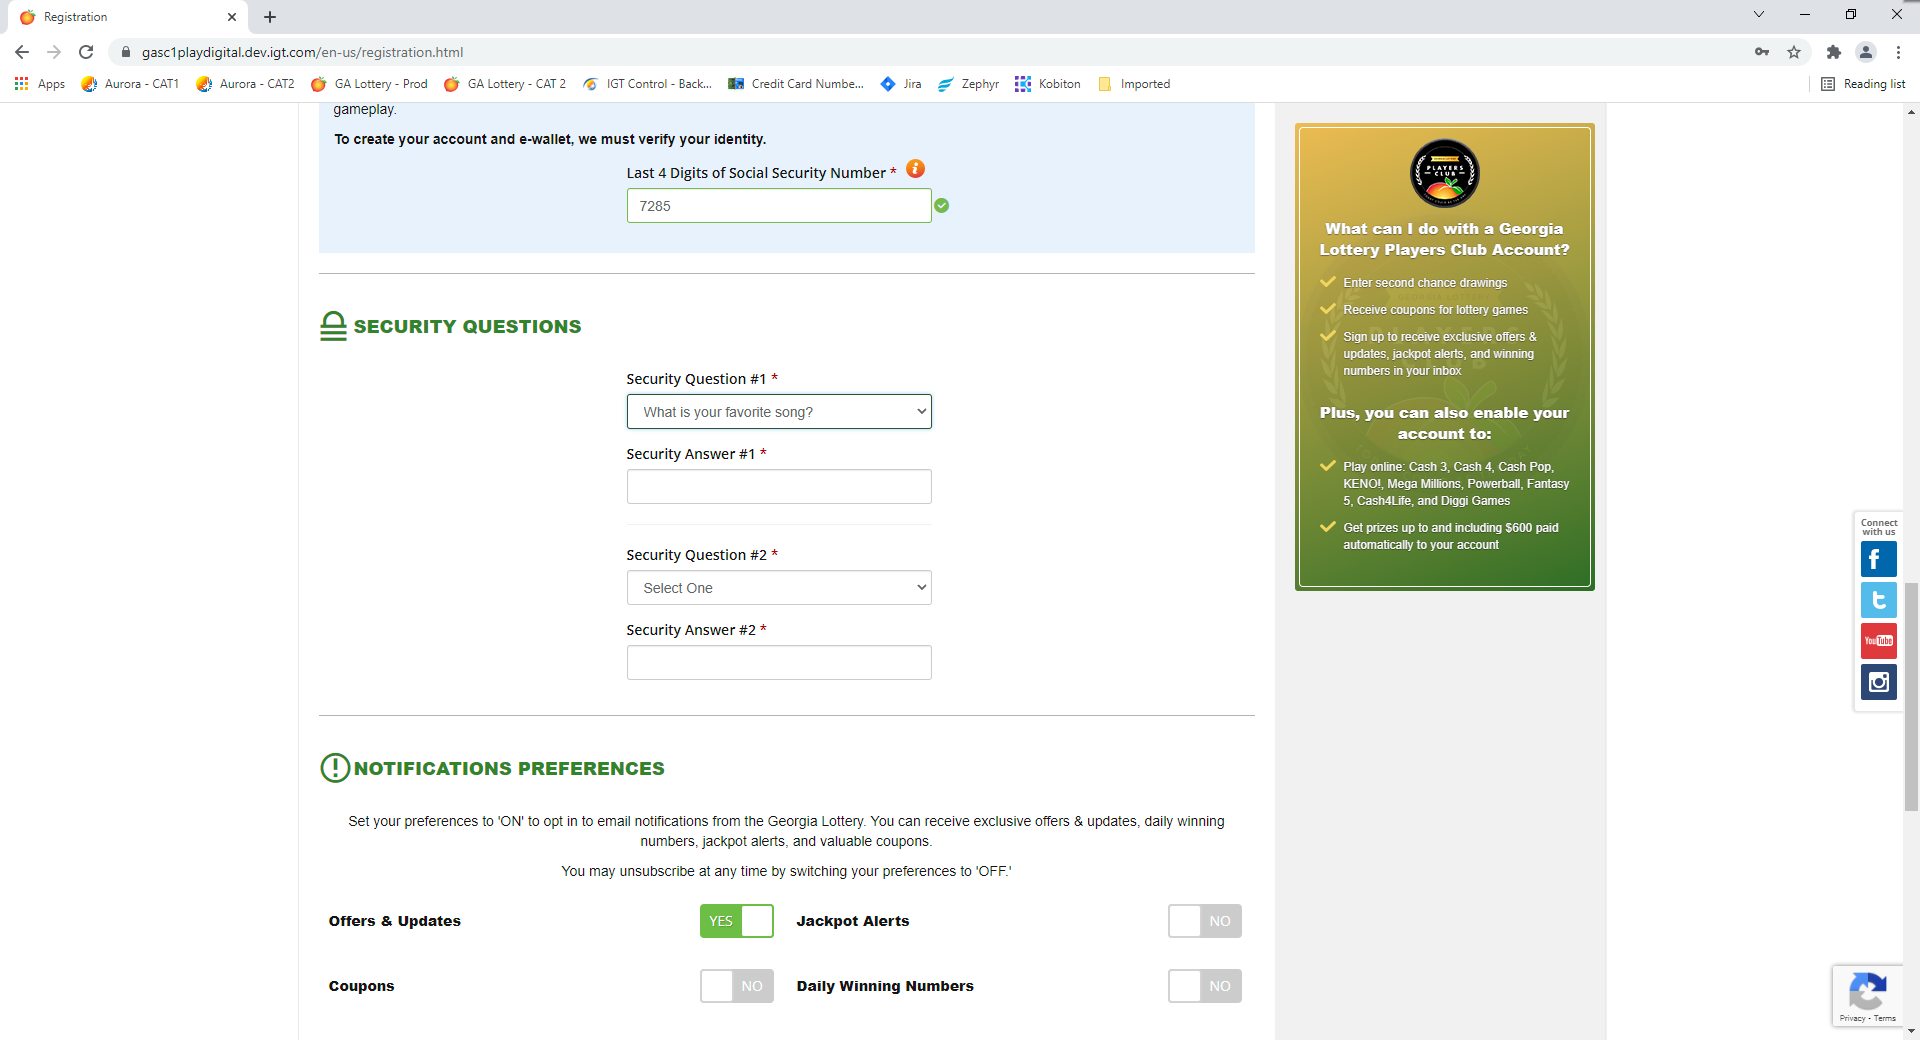 Registration
gasc1playdigital.dev.igt.com/en-us/registration.html
Apps
Aurora - CAT1
Aurora - CAT2
GA Lottery - Prod
GA Lottery - CAT 2
IGT Control - Back...
Credit Card Numbe...
Jira
Zephyr
Kobiton
Imported
Reading list
gameplay.
To create your account and e-wallet, we must verify your identity.
Last 4 Digits of Social Security Number *
7285
SECURITY QUESTIONS
Security Question #1 *
What is your favorite song?
Security Answer #1 *
Security Question #2 *
Select One
Security Answer #2 *
NOTIFICATIONS PREFERENCES
Set your preferences to 'ON' to opt in to email notifications from the Georgia Lottery. You can receive exclusive offers & updates, daily winning
numbers, jackpot alerts, and valuable coupons.
You may unsubscribe at any time by switching your preferences to 'OFF.'
Offers & Updates
YES
Jackpot Alerts
NO
Coupons
NO
Daily Winning Numbers
NO
PLAYERS
CLUB
What can I do with a Georgia
Lottery Players Club Account?
Enter second chance drawings
Receive coupons for lottery games
Sign up to receive exclusive offers &
updates, jackpot alerts, and winning
numbers in your inbox
Plus, you can also enable your
account to:
Play online: Cash 3, Cash 4, Cash Pop,
KENO!, Mega Millions, Powerball, Fantasy
5, Cash4Life, and Diggi Games
Get prizes up to and including $600 paid
automatically to your account
Connect
with us
You Tube
Privacy - Terms